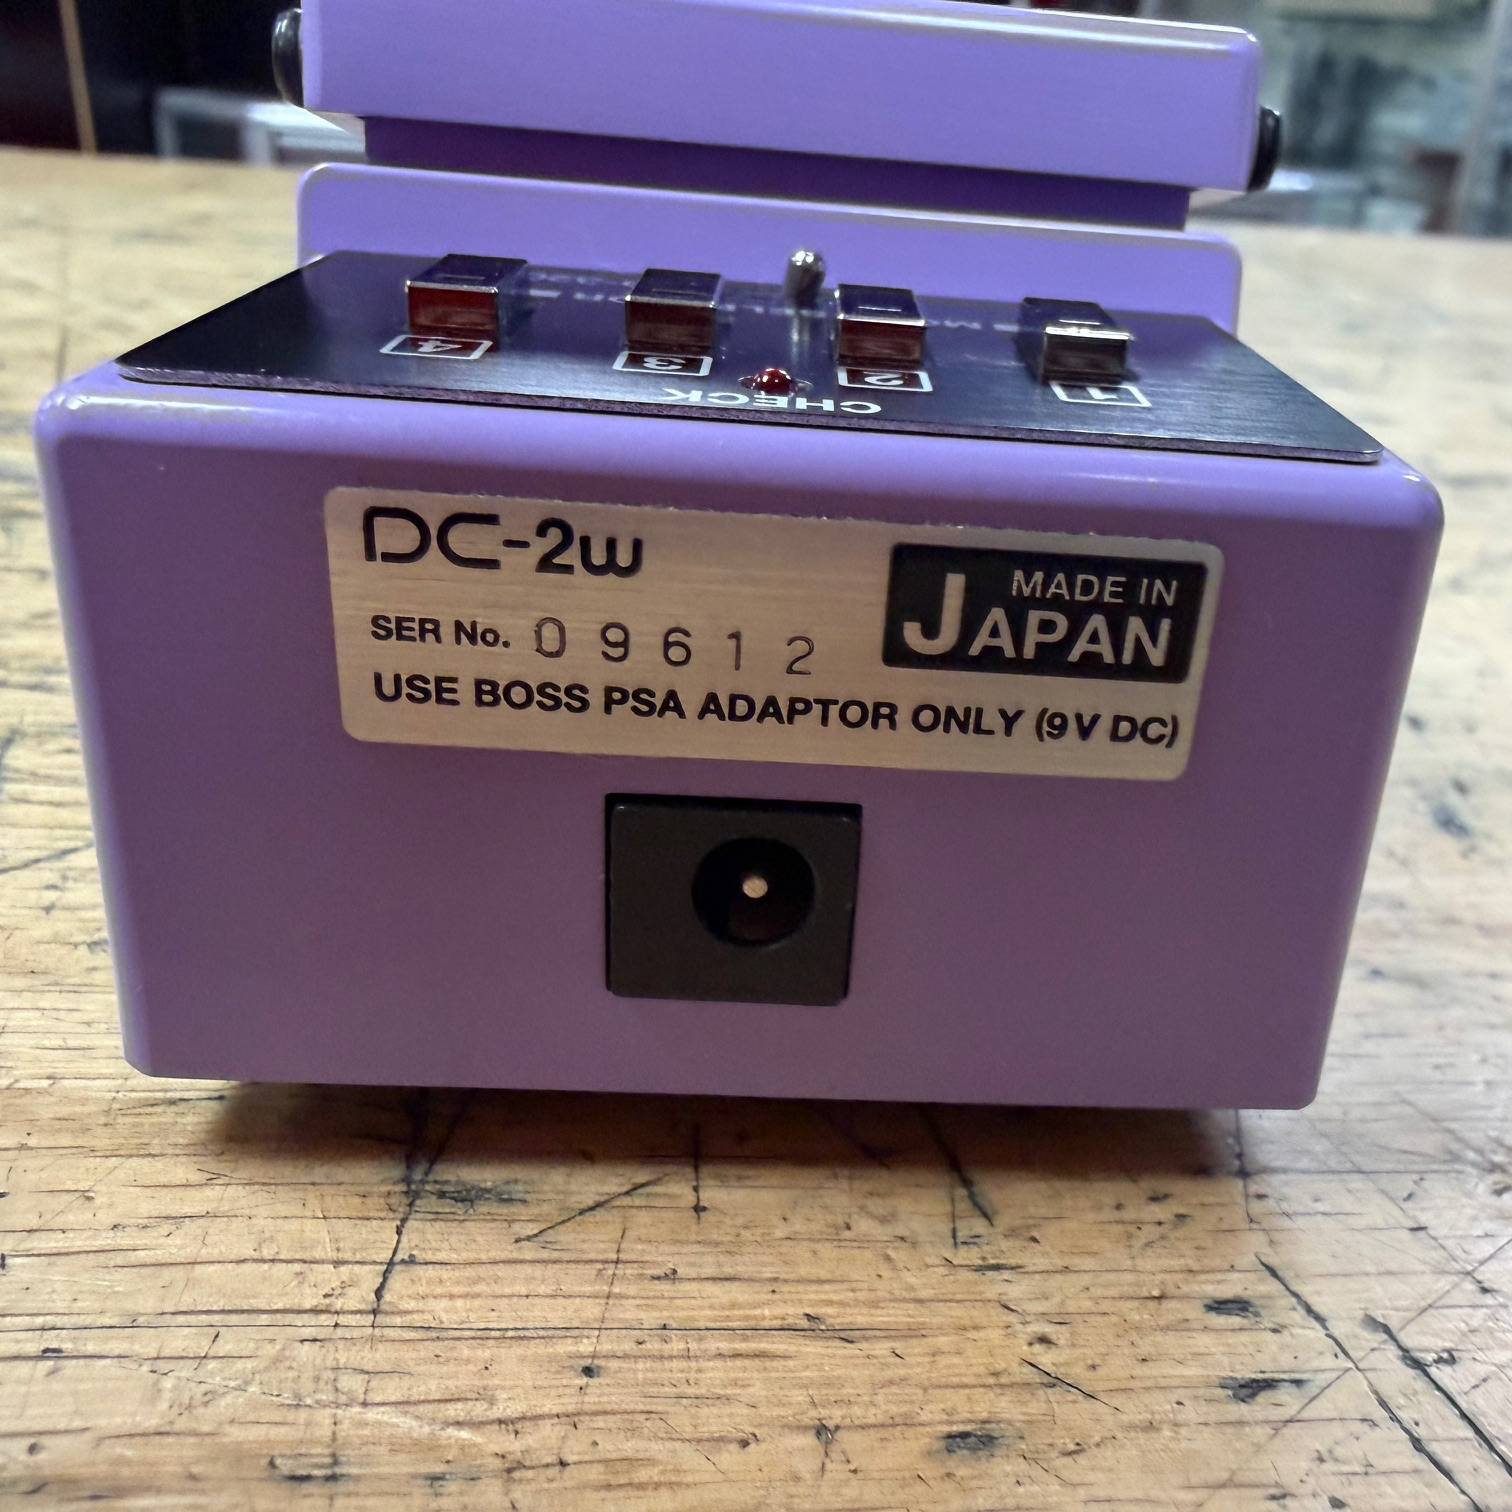 4 3 2 1
CHECK
DC-2w
SER No. 09612
MADE IN
JAPAN
USE BOSS PSA ADAPTOR ONLY (9V DC)